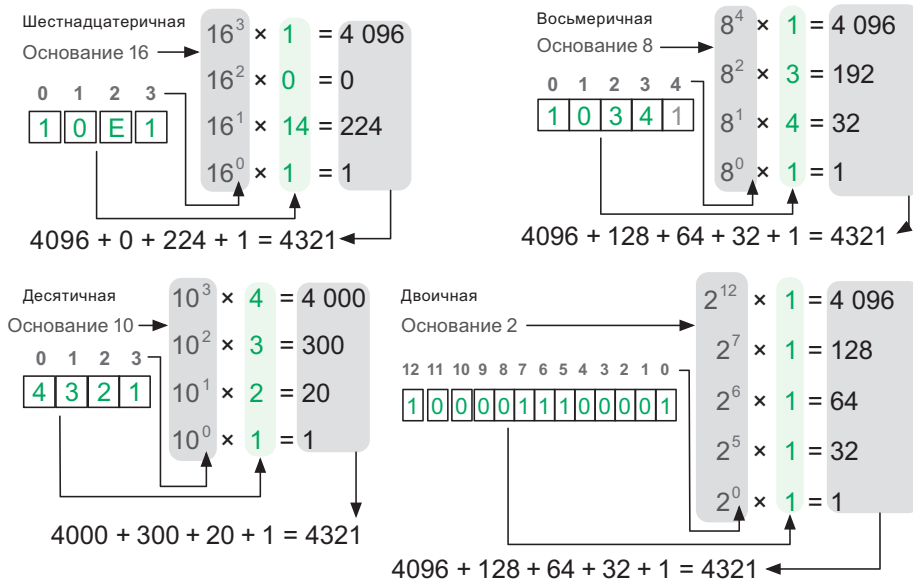 Шестнадцатеричная
Основание 16
0 1 2 3
1 0 E 1
16³ × 1 = 4 096
16² × 0 = 0
16¹ × 14 = 224
16⁰ × 1 = 1
4096 + 0 + 224 + 1 = 4321
Восьмеричная
Основание 8
0 1 2 3 4
1 0 3 4 1
8⁴ × 1 = 4 096
8² × 3 = 192
8¹ × 4 = 32
8⁰ × 1 = 1
4096 + 128 + 64 + 32 + 1 = 4321
Десятичная
Основание 10
0 1 2 3
4 3 2 1
10³ × 4 = 4 000
10² × 3 = 300
10¹ × 2 = 20
10⁰ × 1 = 1
4000 + 300 + 20 + 1 = 4321
Двоичная
Основание 2
12 11 10 9 8 7 6 5 4 3 2 1 0
1 0 0 0 0 1 1 1 0 0 0 0 1
2¹² × 1 = 4 096
2⁷ × 1 = 128
2⁶ × 1 = 64
2⁵ × 1 = 32
2⁰ × 1 = 1
4096 + 128 + 64 + 32 + 1 = 4321